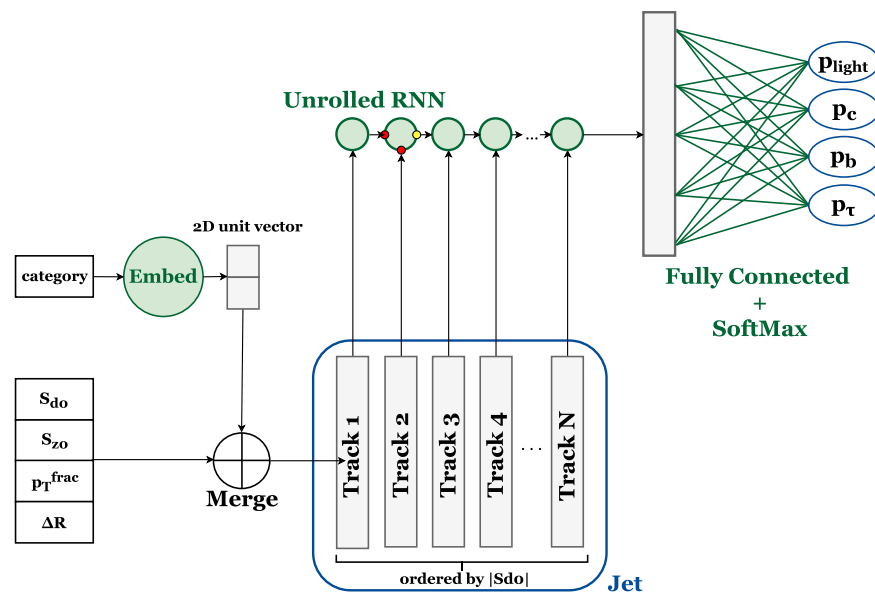 Unrolled RNN
...
p_light
p_c
p_b
p_τ
2D unit vector
category
Embed
Fully Connected
+
SoftMax
S_do
S_zo
p_T^frac
ΔR
Merge
Track 1
Track 2
Track 3
Track 4
...
Track N
ordered by |Sdo|
Jet